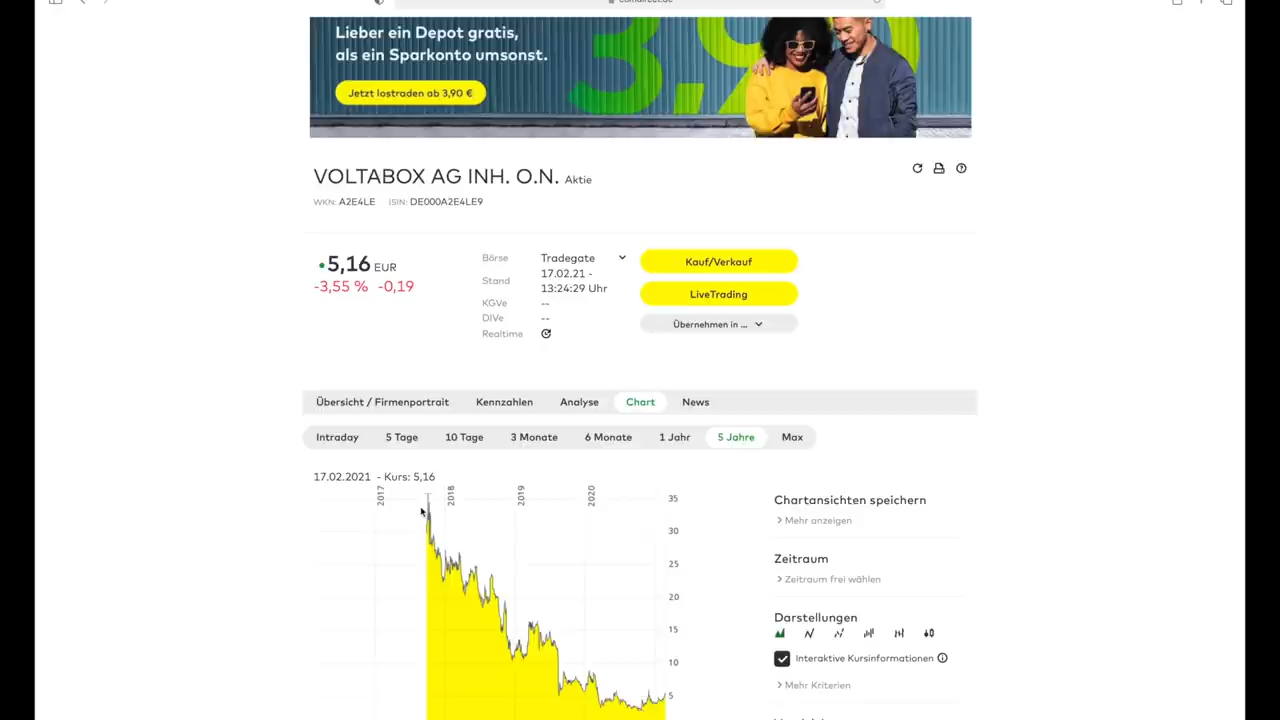 Lieber ein Depot gratis,
als ein Sparkonto umsonst.
3,90
Jetzt lostraden ab 3,90 €
VOLTABOX AG INH. O.N. Aktie
WKN: A2E4LE ISIN: DE000A2E4LE9
5,16 EUR
-3,55 % -0,19
Börse Tradegate
Stand 17.02.21 -
13:24:29 Uhr
KGVe --
DIVe --
Realtime
Kauf/Verkauf
LiveTrading
Übernehmen in ...
Übersicht / Firmenportrait Kennzahlen Analyse Chart News
Intraday 5 Tage 10 Tage 3 Monate 6 Monate 1 Jahr 5 Jahre Max
17.02.2021 - Kurs: 5,16
2017 2018 2019 2020
35
30
25
20
15
10
5
Chartansichten speichern
Mehr anzeigen
Zeitraum
Zeitraum frei wählen
Darstellungen
Interaktive Kursinformationen
Mehr Kriterien